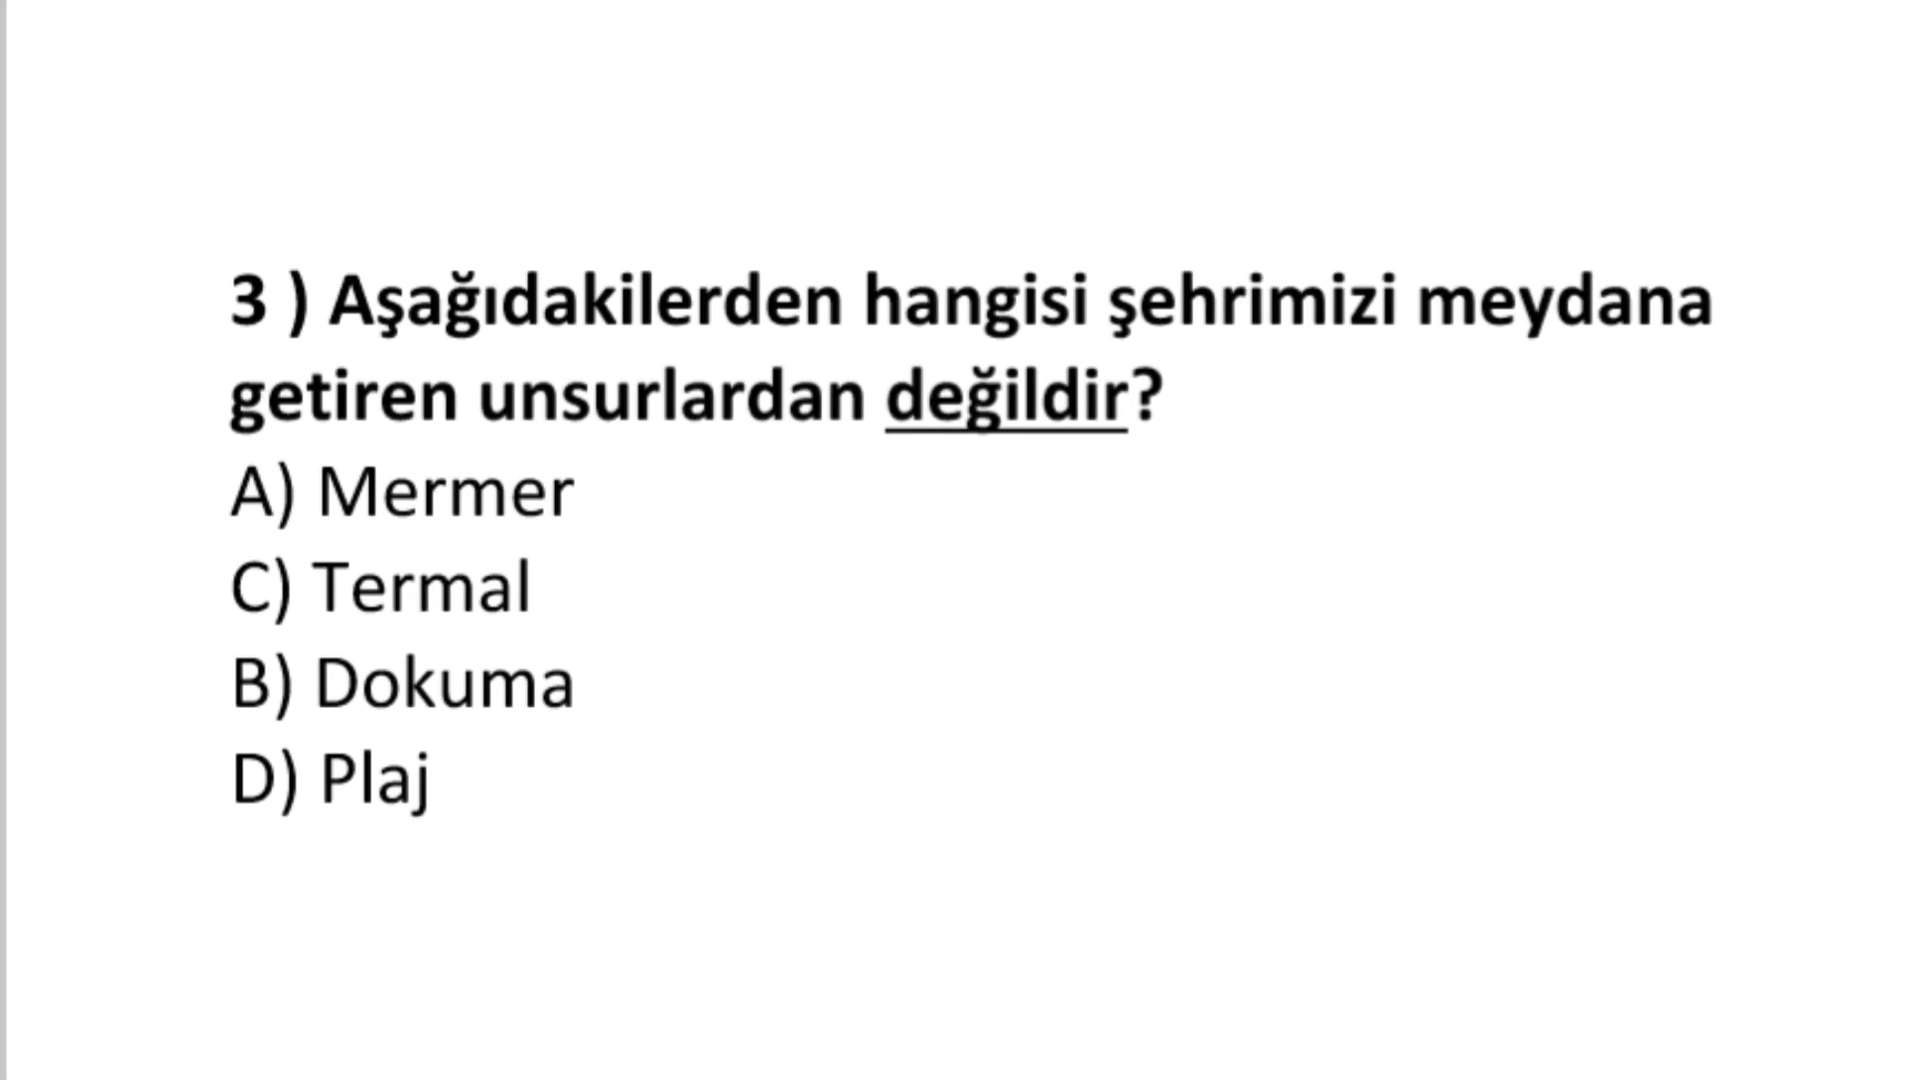 3 ) Aşağıdakilerden hangisi şehrimizi meydana
getiren unsurlardan değildir?
A) Mermer
C) Termal
B) Dokuma
D) Plaj